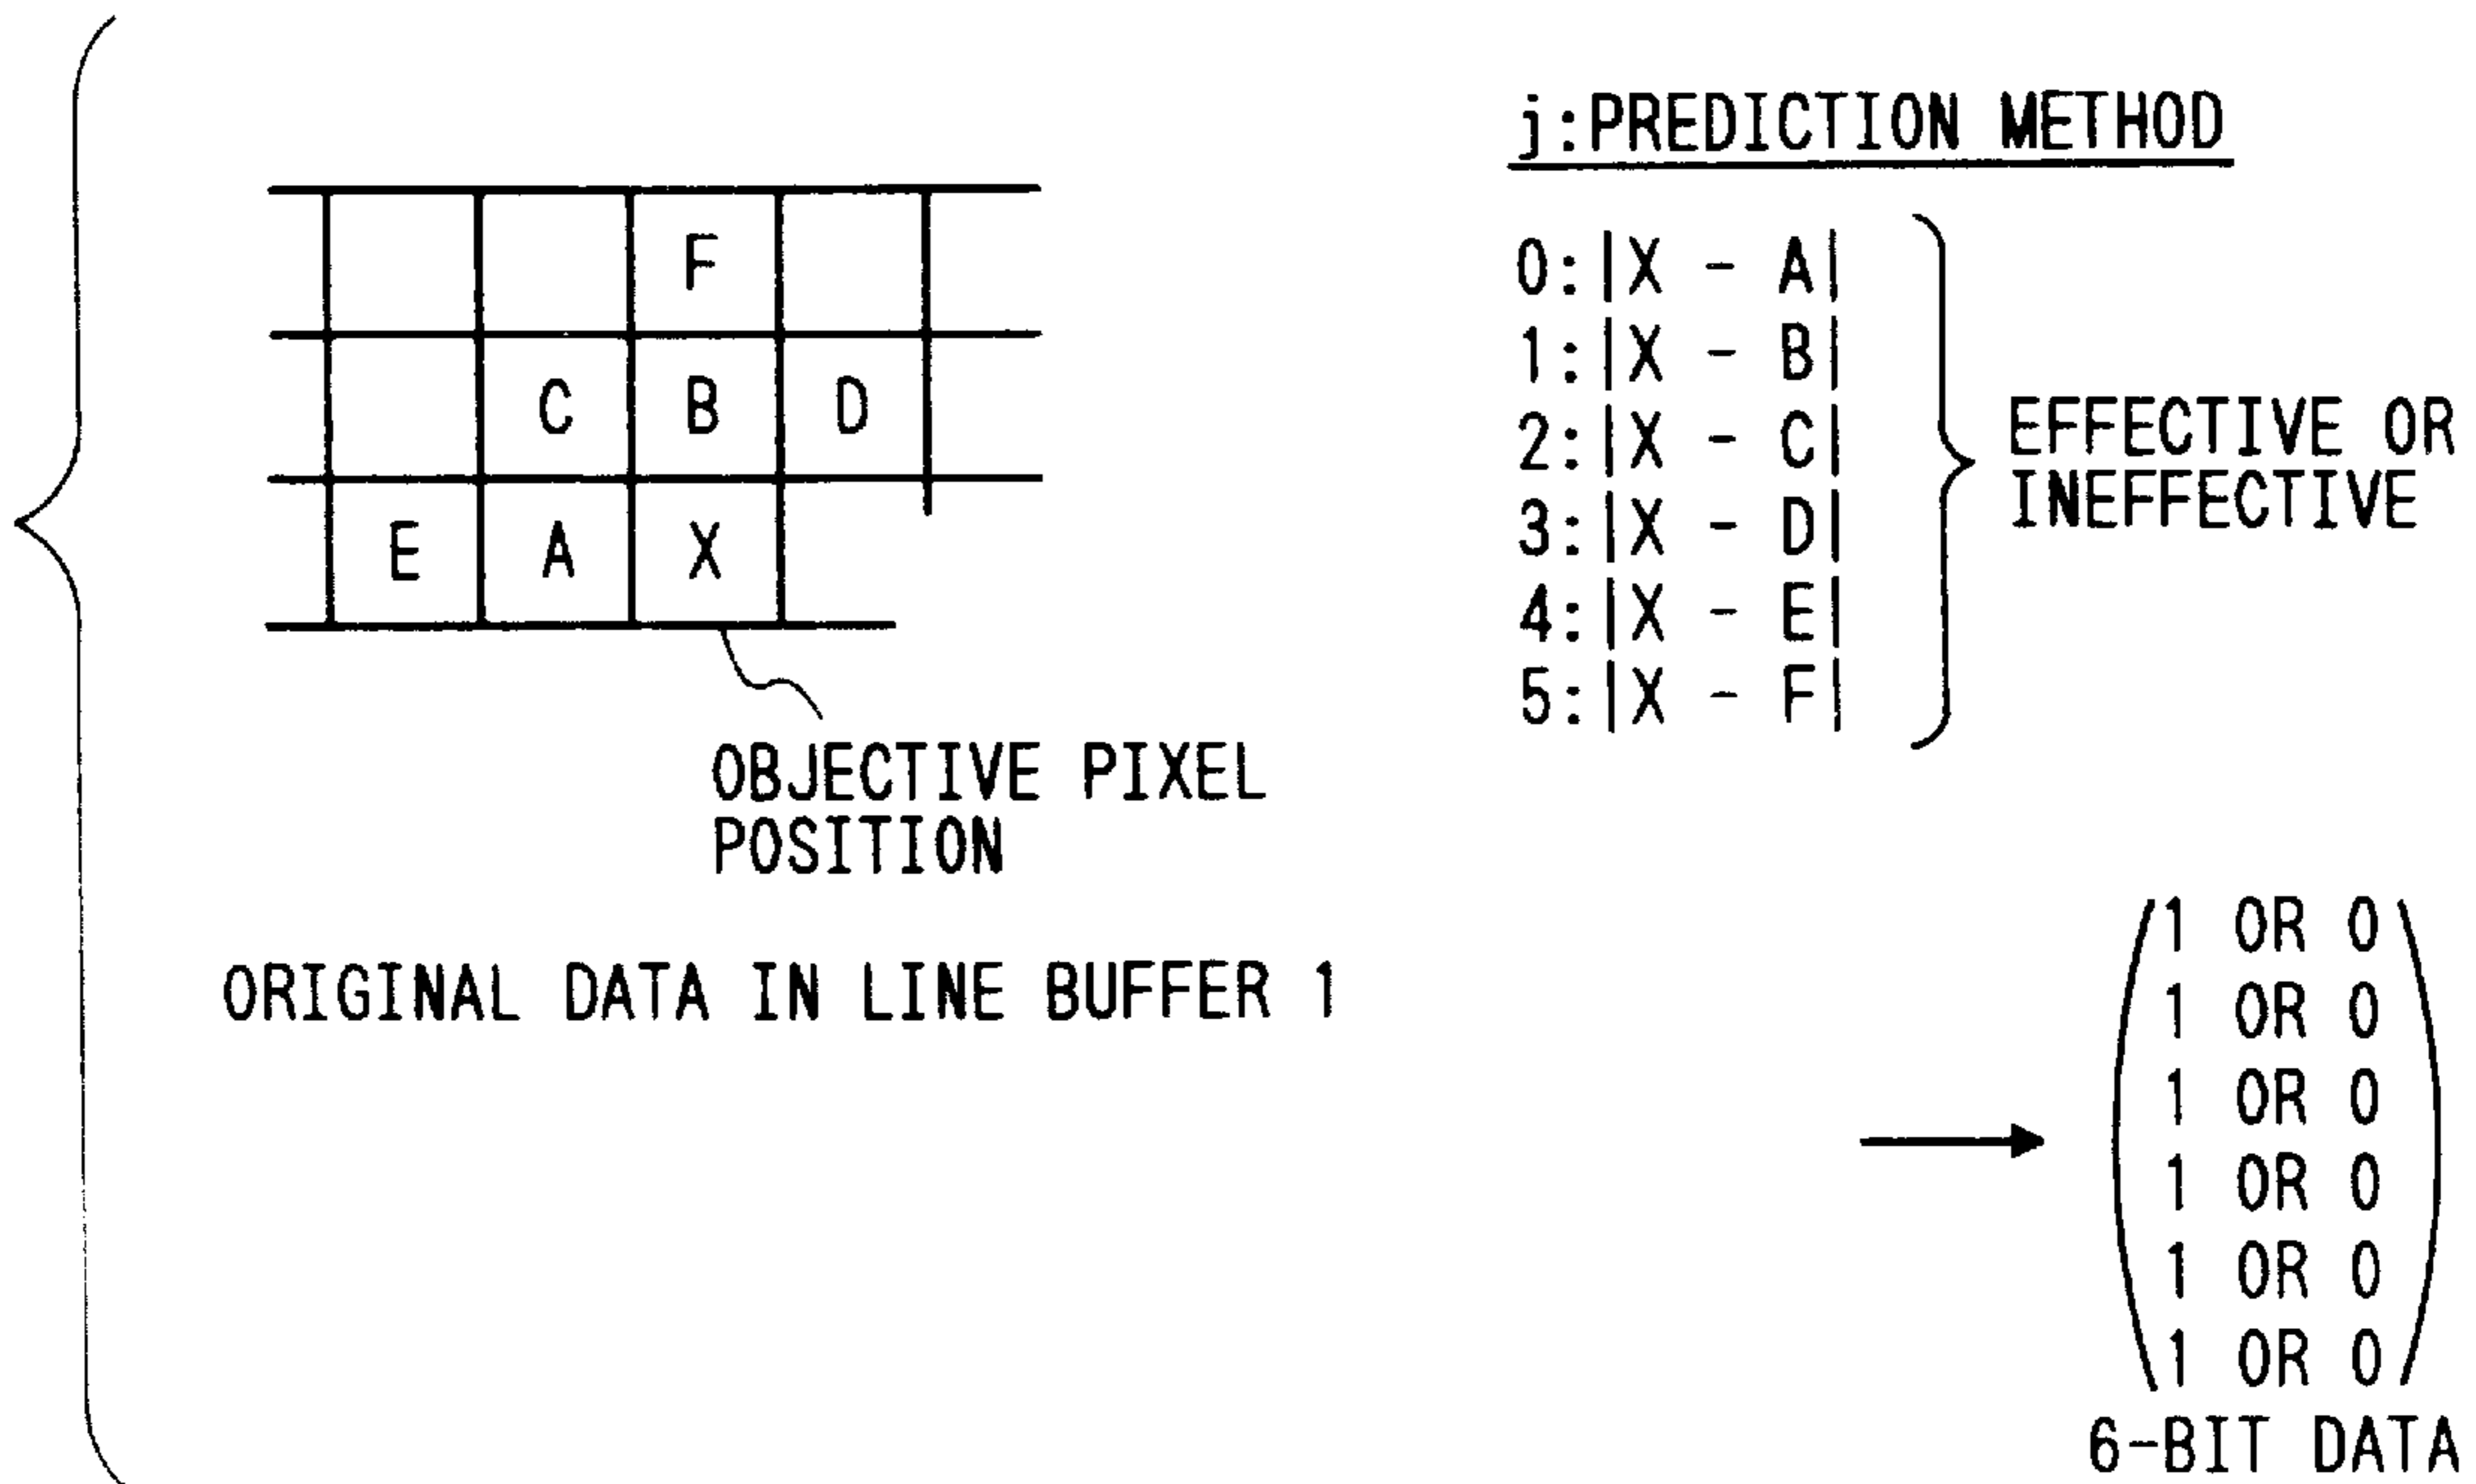 F
C B D
E A X
OBJECTIVE PIXEL
POSITION
ORIGINAL DATA IN LINE BUFFER 1
j:PREDICTION METHOD
0:|X - A|
1:|X - B|
2:|X - C|
3:|X - D|
4:|X - E|
5:|X - F|
EFFECTIVE OR
INEFFECTIVE
1 OR 0
1 OR 0
1 OR 0
1 OR 0
1 OR 0
1 OR 0
6-BIT DATA